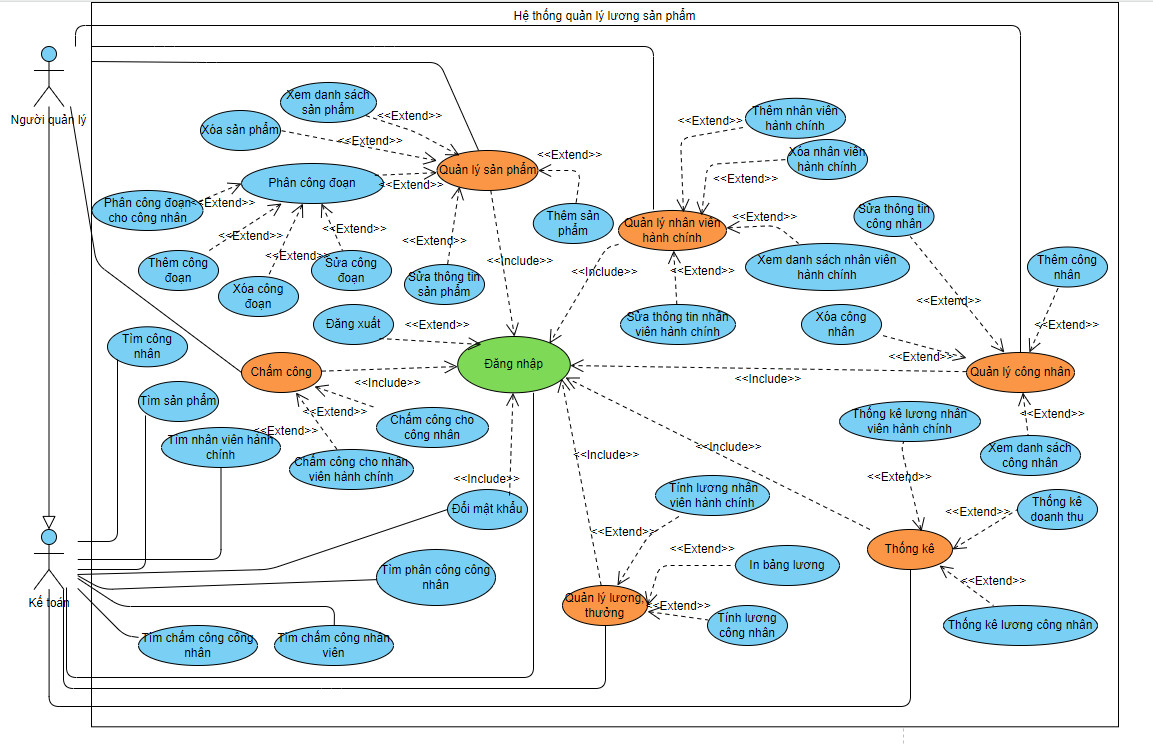 Hệ thống quản lý lương sản phẩm
Người quản lý
Xem danh sách
sản phẩm
<<Extend>>
Xóa sản phẩm
<<Extend>>
Phân công đoạn
<<Extend>>
Quản lý sản phẩm
<<Extend>>
Phân công đoạn
cho công nhân
<<Extend>>
Thêm công
đoạn
<<Extend>>
Xóa công
đoạn
<<Extend>>
Sửa công
đoạn
<<Extend>>
Sửa thông tin
sản phẩm
<<Extend>>
Thêm sản
phẩm
<<Include>>
Thêm nhân viên
hành chính
<<Extend>>
Xóa nhân viên
hành chính
<<Extend>>
Quản lý nhân viên
hành chính
<<Extend>>
Xem danh sách nhân viên
hành chính
<<Include>>
<<Extend>>
Sửa thông tin nhân
viên hành chính
Sửa thông tin
công nhân
<<Extend>>
Thêm công
nhân
<<Extend>>
Xóa công
nhân
<<Extend>>
Quản lý công nhân
<<Include>>
<<Extend>>
Xem danh sách
công nhân
Đăng xuất
<<Extend>>
Đăng nhập
Tìm công
nhân
Chấm công
<<Include>>
Tìm sản phẩm
<<Extend>>
Chấm công cho
công nhân
Tìm nhân viên hành
chính
<<Extend>>
Chấm công cho nhân
viên hành chính
<<Include>>
Đổi mật khẩu
<<Include>>
<<Include>>
Thống kê lương nhân
viên hành chính
<<Extend>>
Thống kê
doanh thu
<<Extend>>
Thống kê
<<Extend>>
Thống kê lương công nhân
Tính lương nhân
viên hành chính
<<Extend>>
<<Extend>>
In bảng lương
Quản lý lương,
thưởng
<<Extend>>
Tính lương
công nhân
Kế toán
Tìm phân công công
nhân
Tìm chấm công công
nhân
Tìm chấm công nhân
viên